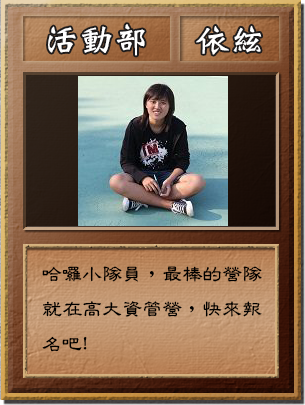 活動部 依絃
哈囉小隊員，最棒的營隊
就在高大資管營，快來報
名吧!